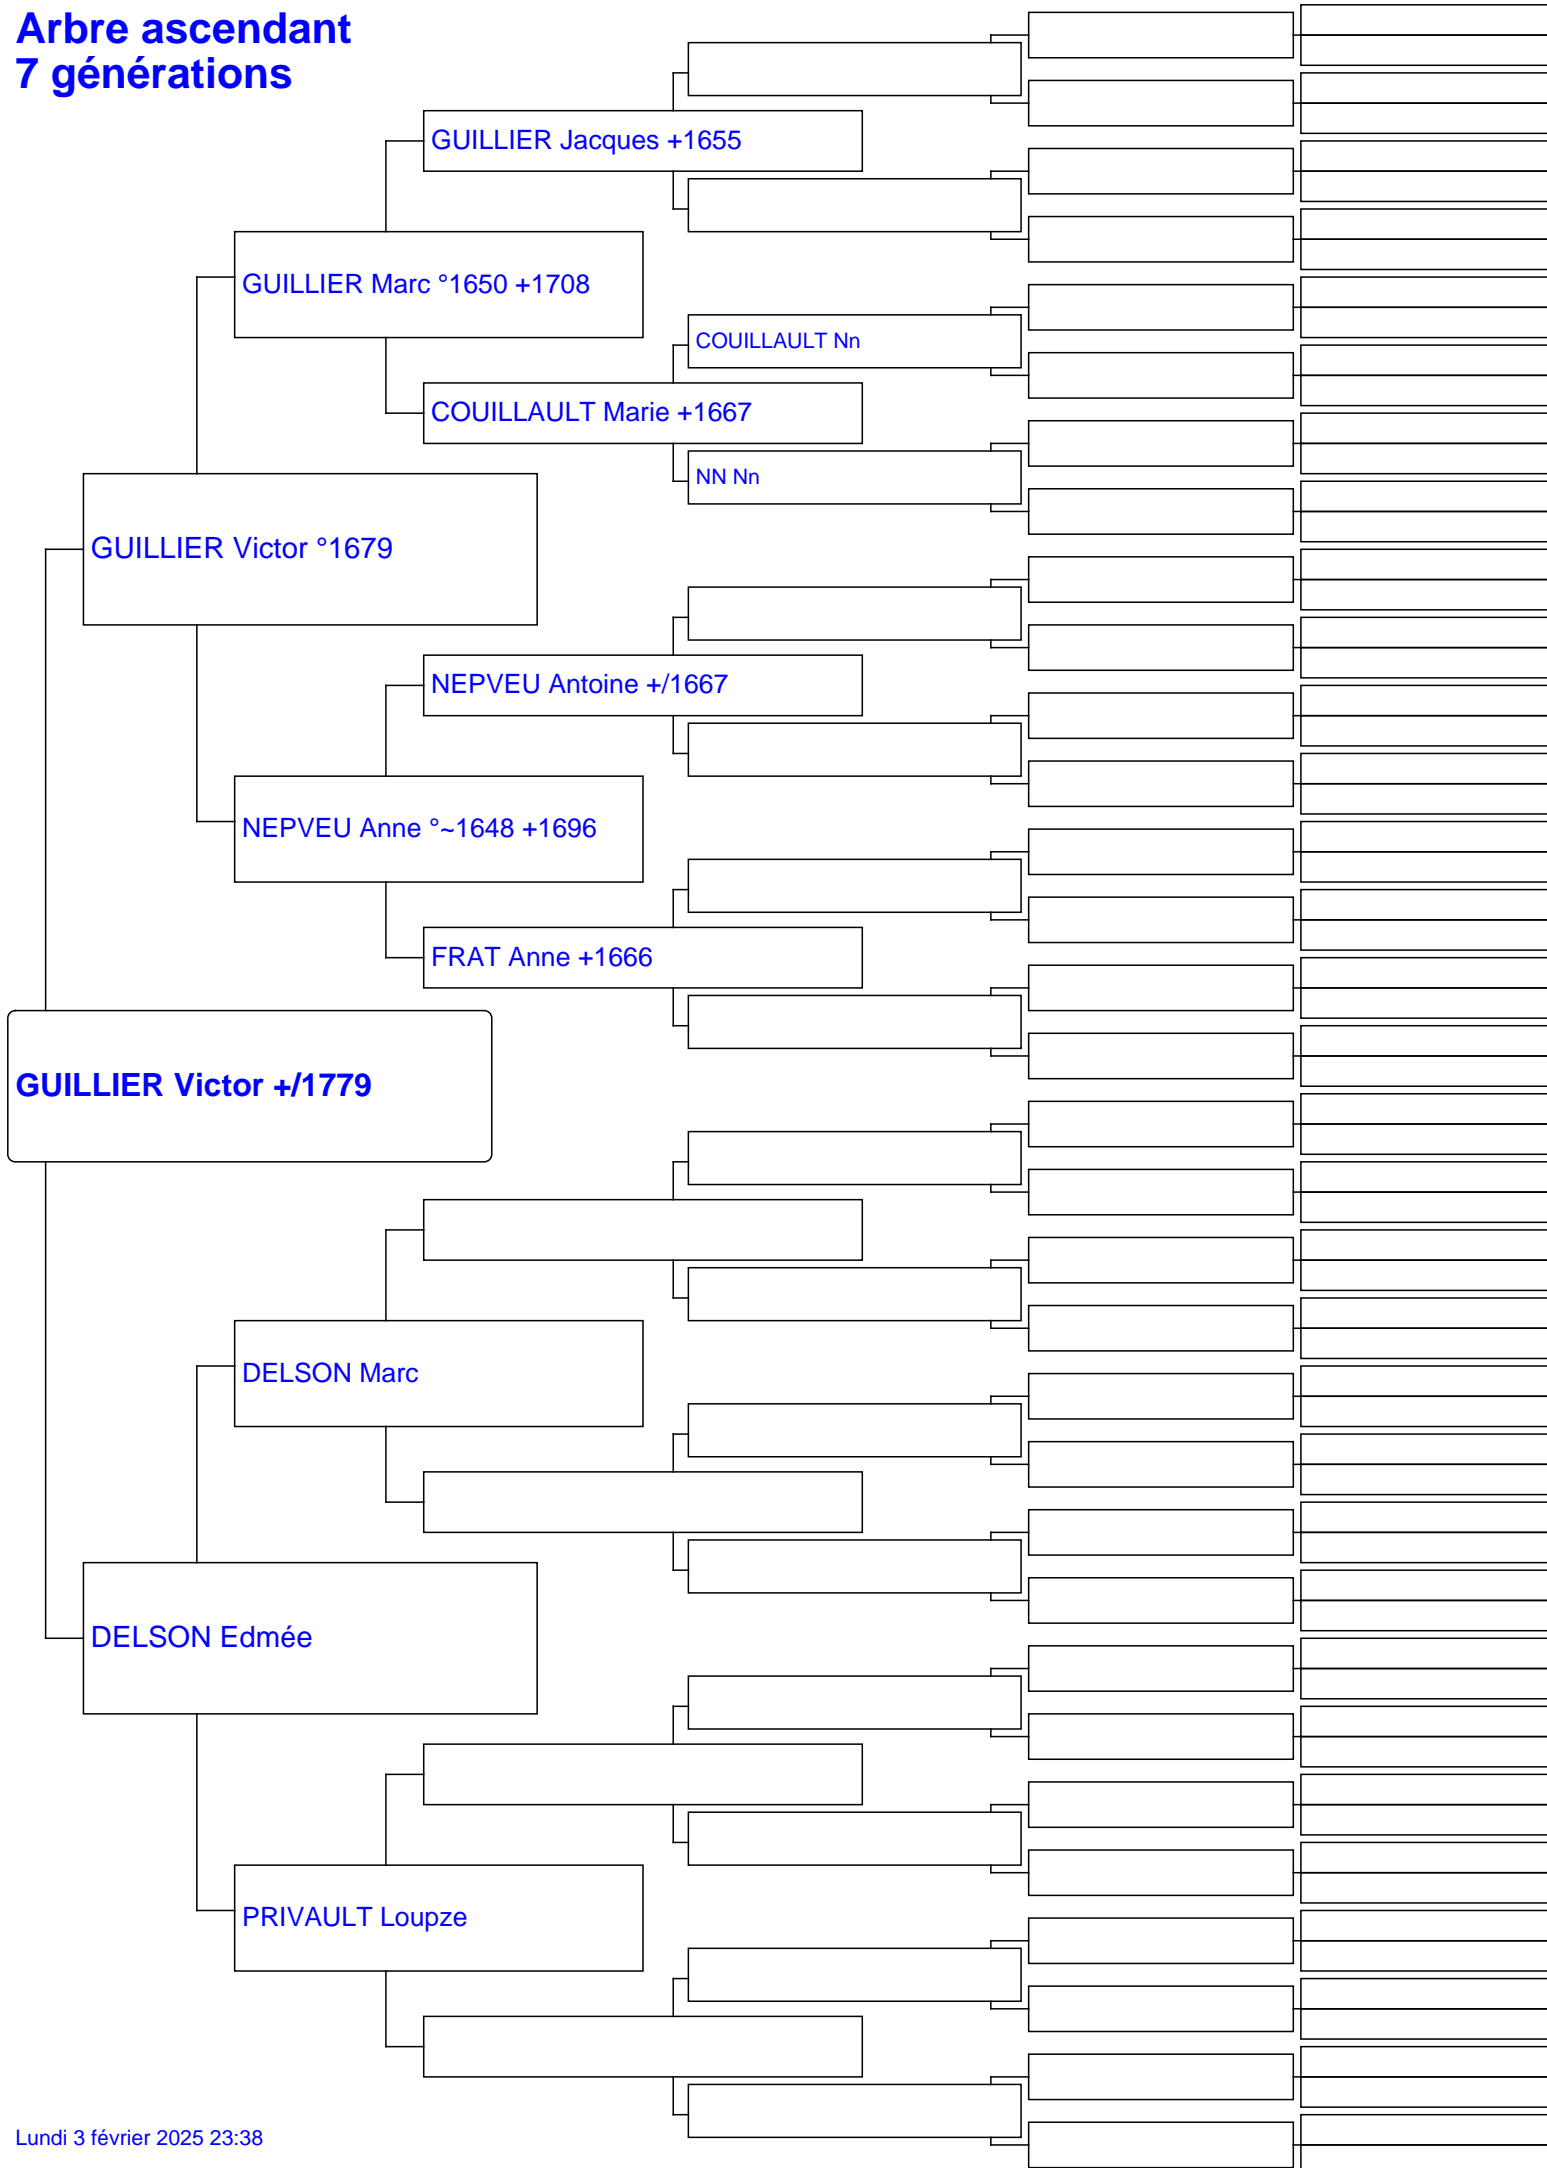 Arbre ascendant
7 générations
GUILLIER Jacques +1655
GUILLIER Marc °1650 +1708
COUILLAULT Nn
COUILLAULT Marie +1667
NN Nn
GUILLIER Victor °1679
NEPVEU Antoine +/1667
NEPVEU Anne °~1648 +1696
FRAT Anne +1666
GUILLIER Victor +/1779
DELSON Marc
DELSON Edmée
PRIVAULT Loupze
Lundi 3 février 2025 23:38